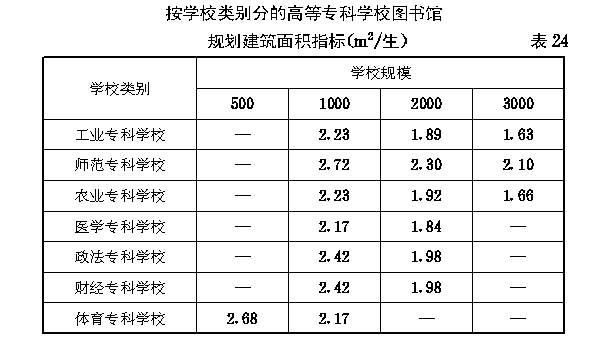 按学校类别分的高等专科学校图书馆
规划建筑面积指标(m²/生) 表24
学校类别 学校规模
500 1000 2000 3000
工业专科学校 — 2.23 1.89 1.63
师范专科学校 — 2.72 2.30 2.10
农业专科学校 — 2.23 1.92 1.66
医学专科学校 — 2.17 1.84 —
政法专科学校 — 2.42 1.98 —
财经专科学校 — 2.42 1.98 —
体育专科学校 2.68 2.17 — —